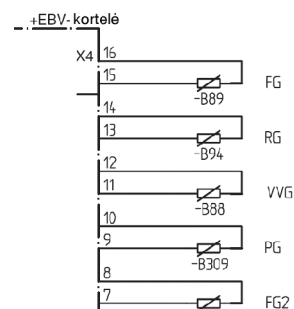 +EBV- kortelė
X4 16
15
-B89
FG
14
13
-B94
RG
12
11
-B88
VVG
10
9
-B309
PG
8
7
FG2